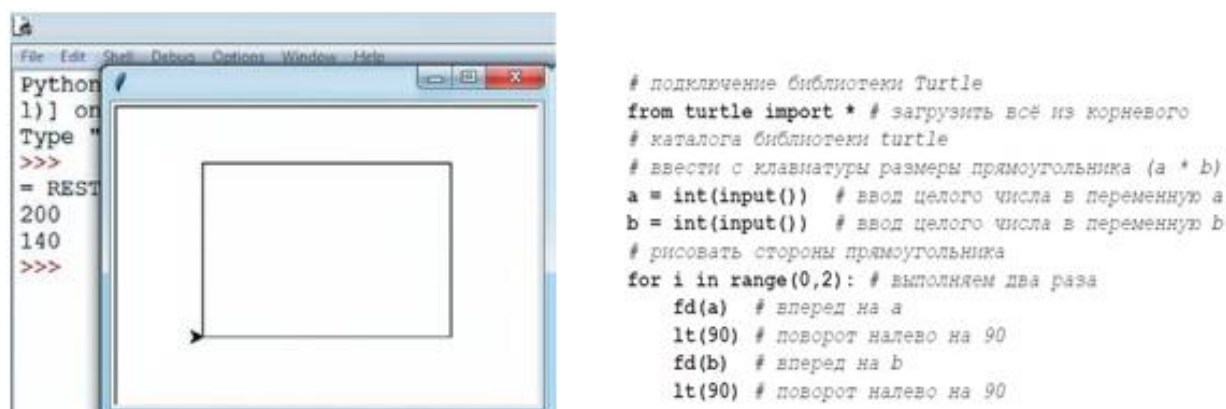 File Edit Shell Debug Options Window Help
Python
1)] on
Type "
>>>
= REST
200
140
>>>
# подключение библиотеки Turtle
from turtle import * # загрузить всё из корневого
# каталога библиотеки turtle
# ввести с клавиатуры размеры прямоугольника (a * b)
a = int(input()) # ввод целого числа в переменную a
b = int(input()) # ввод целого числа в переменную b
# рисовать стороны прямоугольника
for i in range(0,2): # выполняем два раза
fd(a) # вперед на a
lt(90) # поворот налево на 90
fd(b) # вперед на b
lt(90) # поворот налево на 90